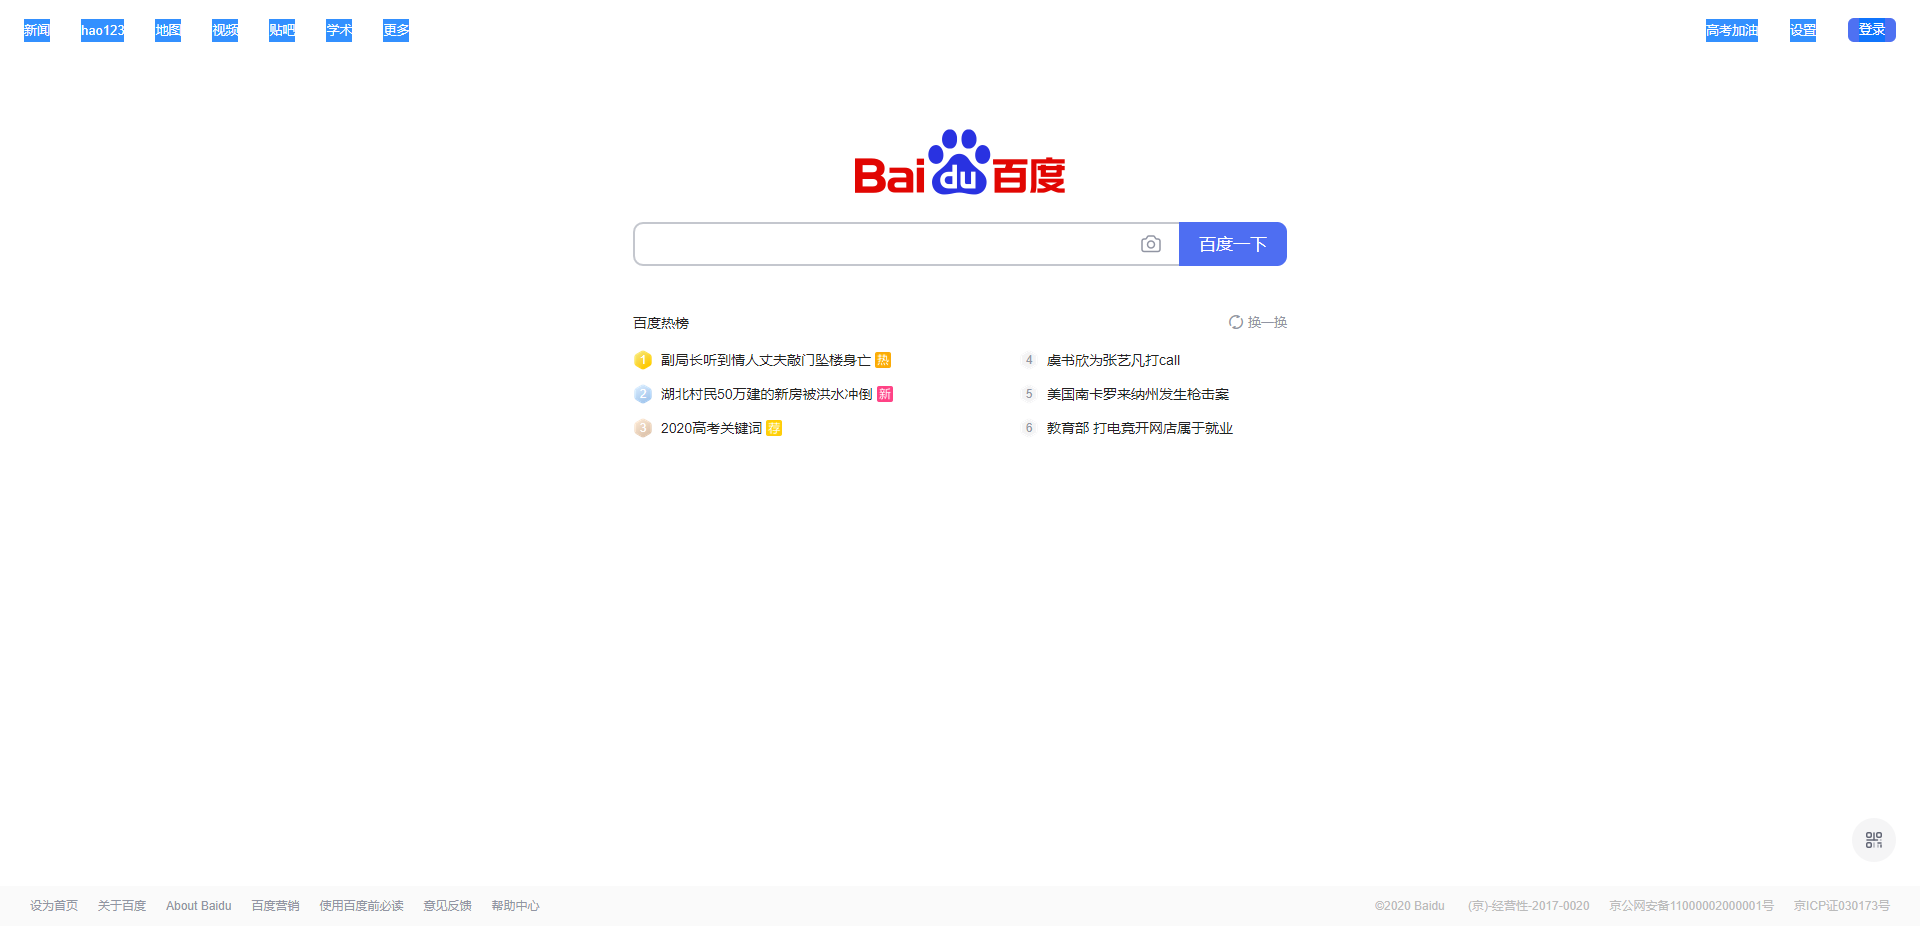 新闻 hao123 地图 视频 贴吧 学术 更多 高考加油 设置 登录
Bai du 百度
百度一下
百度热榜 换一换
1 副局长听到情人丈夫敲门坠楼身亡 热
2 湖北村民50万建的新房被洪水冲倒 新
3 2020高考关键词 荐
4 虞书欣为张艺凡打call
5 美国南卡罗来纳州发生枪击案
6 教育部 打电竞开网店属于就业
设为首页 关于百度 About Baidu 百度营销 使用百度前必读 意见反馈 帮助中心 ©2020 Baidu (京)-经营性-2017-0020 京公网安备11000002000001号 京ICP证030173号